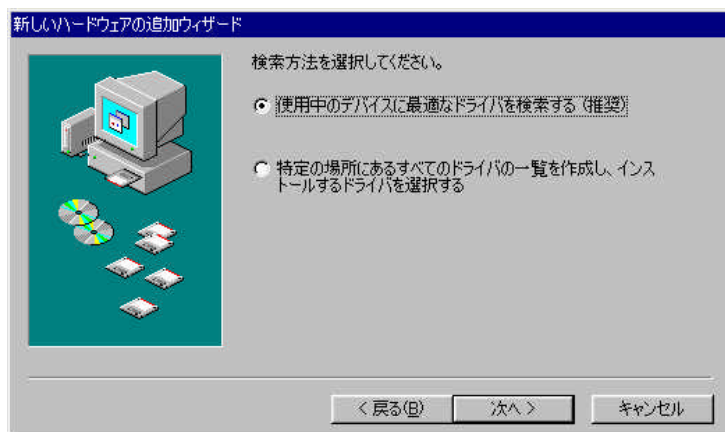 新しいハードウェアの追加ウィザード
検索方法を選択してください。
使用中のデバイスに最適なドライバを検索する (推奨)
特定の場所にあるすべてのドライバの一覧を作成し、インス
トールするドライバを選択する
< 戻る(B)
次へ >
キャンセル